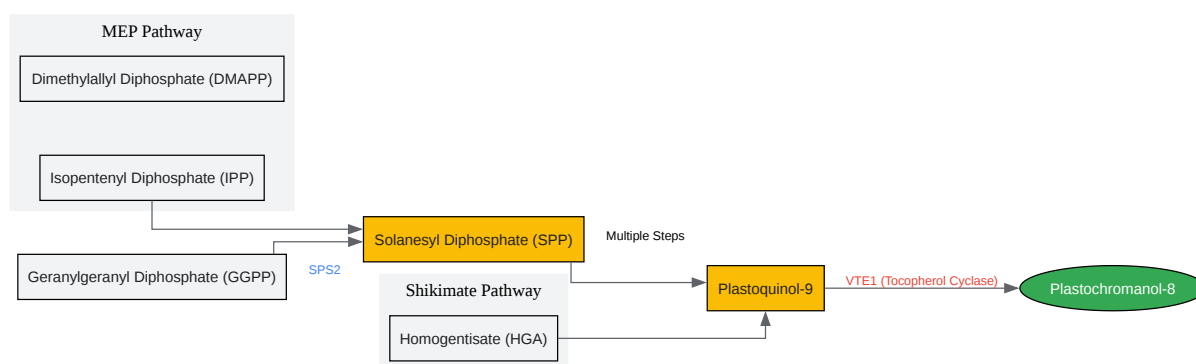 MEP Pathway
Dimethylallyl Diphosphate (DMAPP)
Isopentenyl Diphosphate (IPP)
Geranylgeranyl Diphosphate (GGPP)
SPS2
Solanesyl Diphosphate (SPP)
Multiple Steps
Shikimate Pathway
Homogentisate (HGA)
Plastoquinol-9
VTE1 (Tocopherol Cyclase)
Plastochromanol-8